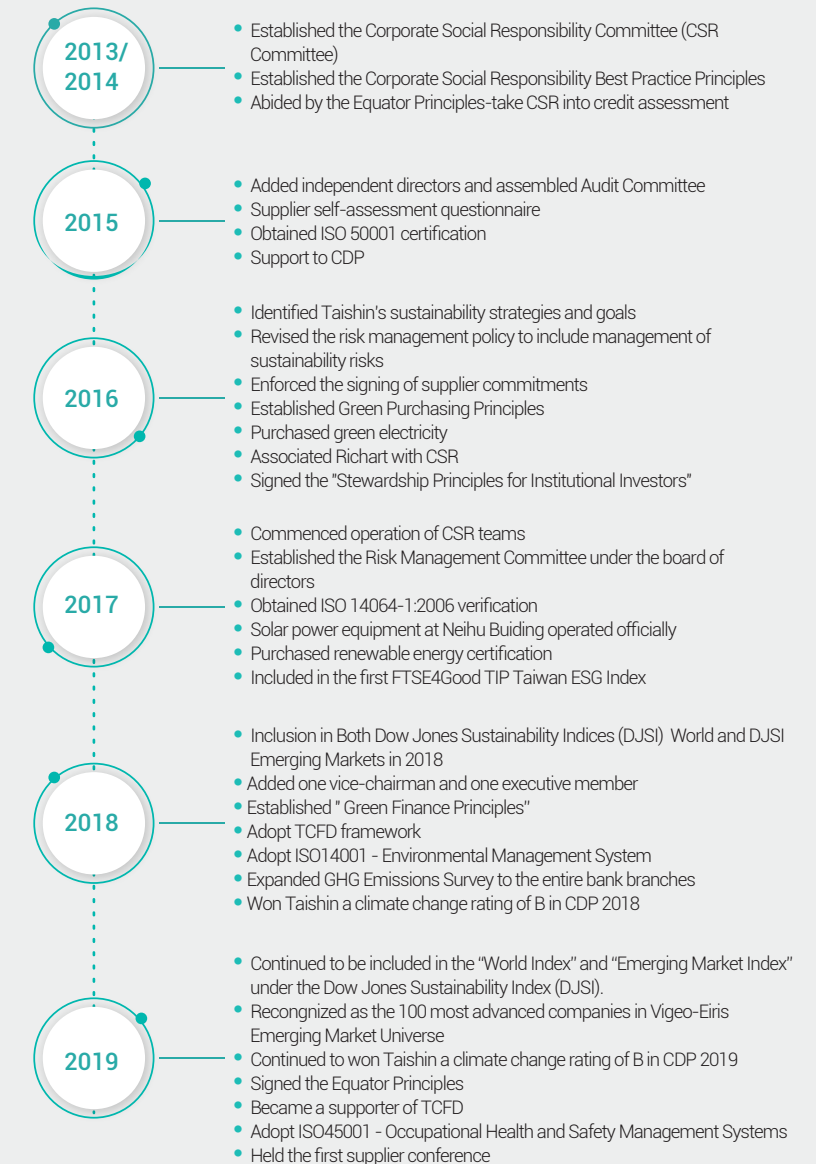 2013/
2014
• Established the Corporate Social Responsibility Committee (CSR
Committee)
• Established the Corporate Social Responsibility Best Practice Principles
• Abided by the Equator Principles-take CSR into credit assessment
2015
• Added independent directors and assembled Audit Committee
• Supplier self-assessment questionnaire
• Obtained ISO 50001 certification
• Support to CDP
2016
• Identified Taishin's sustainability strategies and goals
• Revised the risk management policy to include management of
sustainability risks
• Enforced the signing of supplier commitments
• Established Green Purchasing Principles
• Purchased green electricity
• Associated Richart with CSR
• Signed the "Stewardship Principles for Institutional Investors"
2017
• Commenced operation of CSR teams
• Established the Risk Management Committee under the board of
directors
• Obtained ISO 14064-1:2006 verification
• Solar power equipment at Neihu Buiding operated officially
• Purchased renewable energy certification
• Included in the first FTSE4Good TIP Taiwan ESG Index
2018
• Inclusion in Both Dow Jones Sustainability Indices (DJSI) World and DJSI
Emerging Markets in 2018
• Added one vice-chairman and one executive member
• Established " Green Finance Principles"
• Adopt TCFD framework
• Adopt ISO14001 - Environmental Management System
• Expanded GHG Emissions Survey to the entire bank branches
• Won Taishin a climate change rating of B in CDP 2018
2019
• Continued to be included in the “World Index” and “Emerging Market Index”
under the Dow Jones Sustainability Index (DJSI).
• Recongnized as the 100 most advanced companies in Vigeo-Eiris
Emerging Market Universe
• Continued to won Taishin a climate change rating of B in CDP 2019
• Signed the Equator Principles
• Became a supporter of TCFD
• Adopt ISO45001 - Occupational Health and Safety Management Systems
• Held the first supplier conference